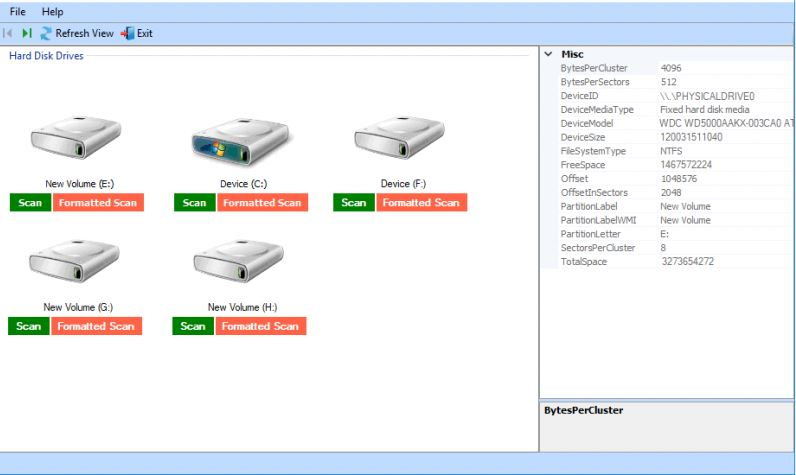 File Help
Refresh View Exit
Hard Disk Drives
New Volume (E:) Device (C:) Device (F:)
Scan Formatted Scan Scan Formatted Scan Scan Formatted Scan
New Volume (G:) New Volume (H:)
Scan Formatted Scan Scan Formatted Scan
Misc
BytesPerCluster 4096
BytesPerSectors 512
DeviceID \\.\PHYSICALDRIVE0
DeviceMediaType Fixed hard disk media
DeviceModel WDC WD5000AAKX-003CA0 AT
DeviceSize 120031511040
FileSystemType NTFS
FreeSpace 1467572224
Offset 1048576
OffsetInSectors 2048
PartitionLabel New Volume
PartitionLabelWMI New Volume
PartitionLetter E:
SectorsPerCluster 8
TotalSpace 3273654272
BytesPerCluster